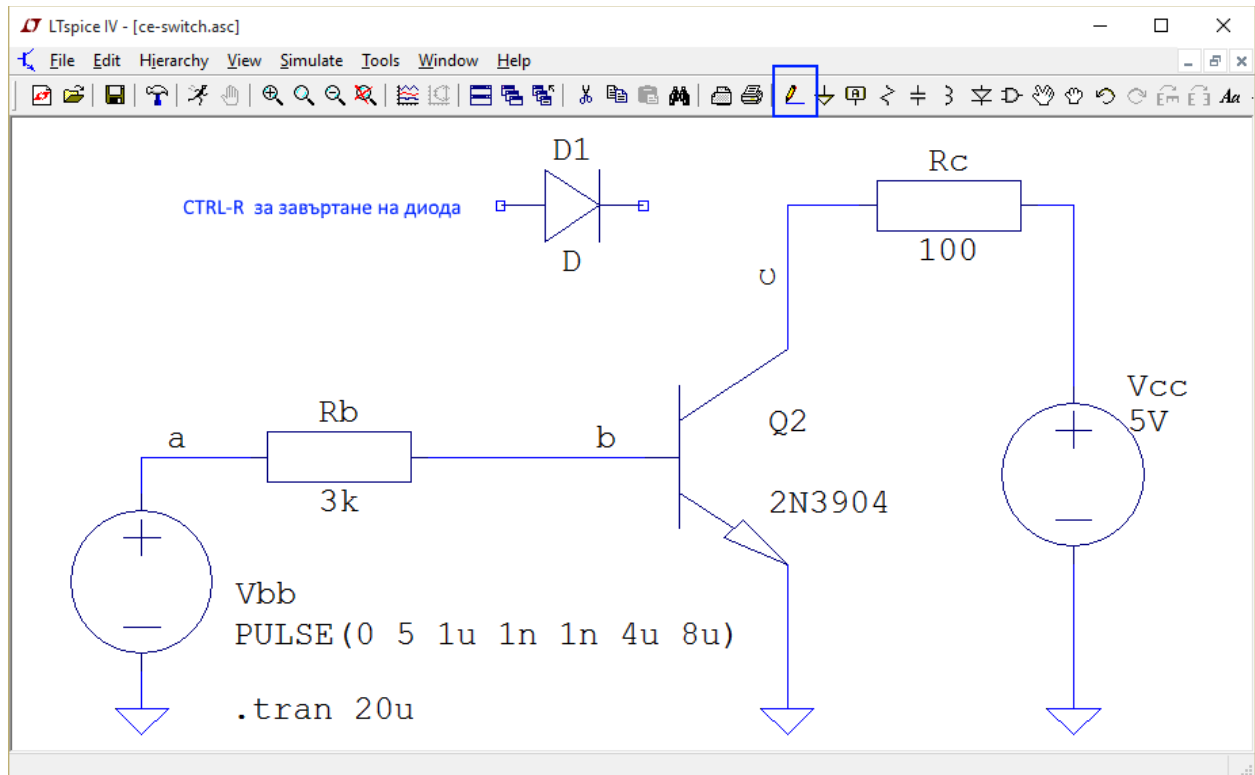 LTspice IV - [ce-switch.asc]
File Edit Hierarchy View Simulate Tools Window Help
Aa
D1
Rc
CTRL-R за завъртане на диода
D
100
c
Vcc
5V
Rb
a
b
Q2
3k
2N3904
Vbb
PULSE(0 5 1u 1n 1n 4u 8u)
.tran 20u